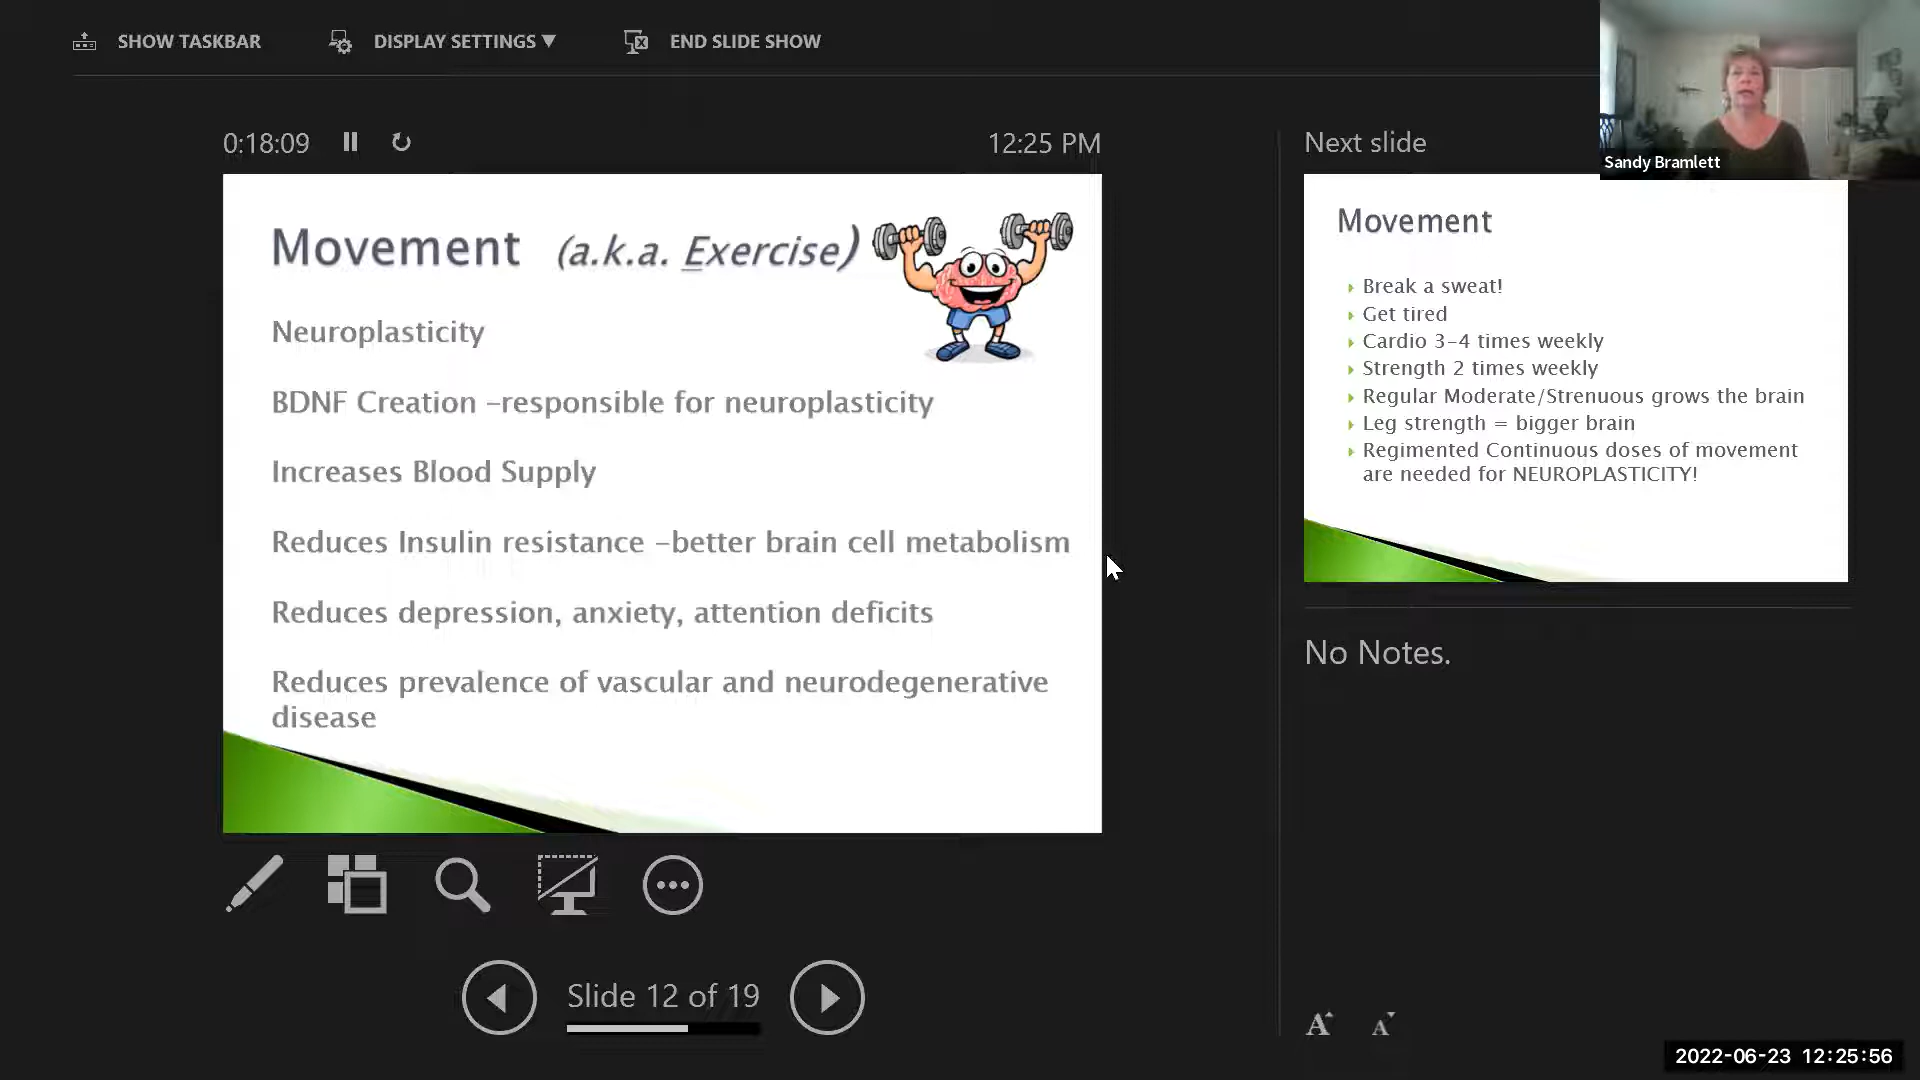 SHOW TASKBAR
DISPLAY SETTINGS ▼
END SLIDE SHOW
Sandy Bramlett
0:18:09
12:25 PM
Movement (a.k.a. Exercise)
Neuroplasticity
BDNF Creation –responsible for neuroplasticity
Increases Blood Supply
Reduces Insulin resistance –better brain cell metabolism
Reduces depression, anxiety, attention deficits
Reduces prevalence of vascular and neurodegenerative
disease
Slide 12 of 19
Next slide
Movement
Break a sweat!
Get tired
Cardio 3-4 times weekly
Strength 2 times weekly
Regular Moderate/Strenuous grows the brain
Leg strength = bigger brain
Regimented Continuous doses of movement
are needed for NEUROPLASTICITY!
No Notes.
A A
2022-06-23 12:25:56